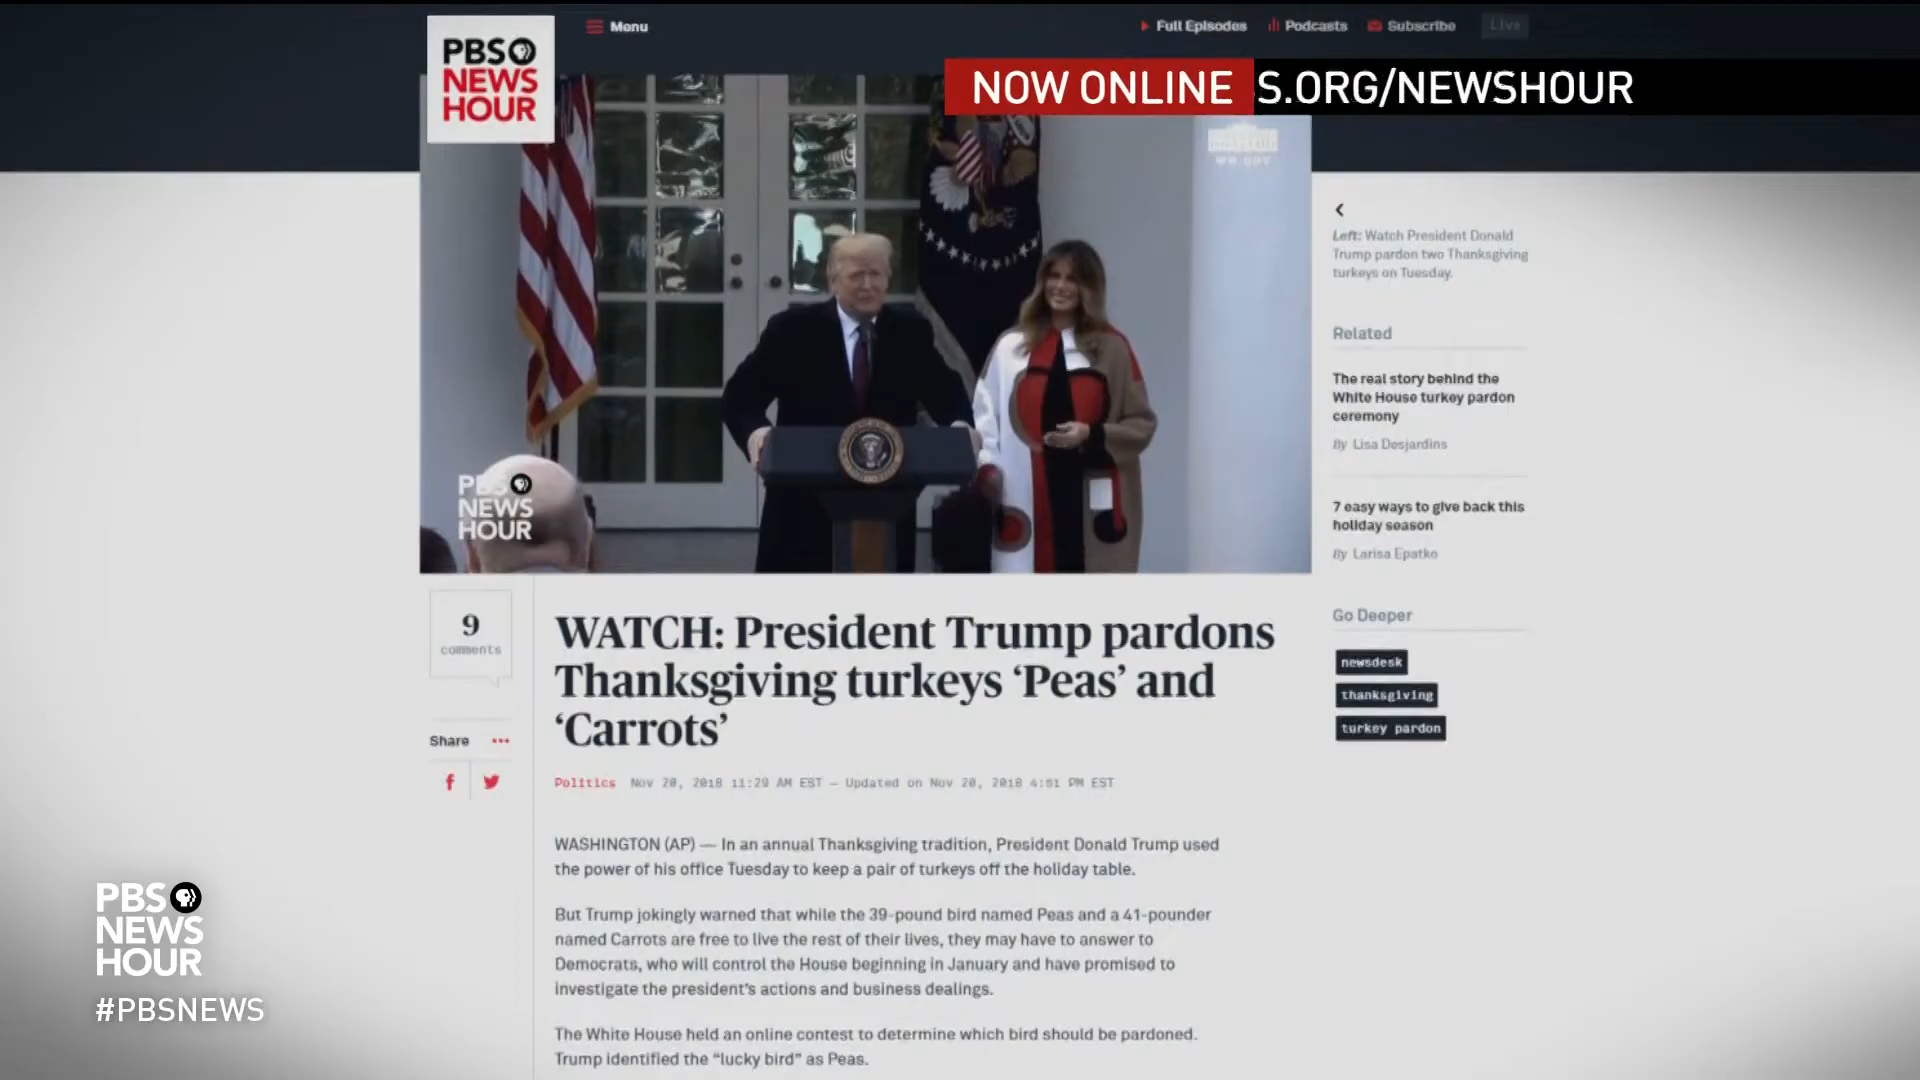 PBS
NEWS
HOUR
Menu
Full Episodes
Podcasts
Subscribe
Live
NOW ONLINE
S.ORG/NEWSHOUR
WH.GOV
PBS
NEWS
HOUR
Left: Watch President Donald
Trump pardon two Thanksgiving
turkeys on Tuesday.
Related
The real story behind the
White House turkey pardon
ceremony
By Lisa Desjardins
7 easy ways to give back this
holiday season
By Larisa Epatko
Go Deeper
newsdesk
thanksgiving
turkey pardon
9
comments
Share
WATCH: President Trump pardons
Thanksgiving turkeys ‘Peas’ and
‘Carrots’
Politics Nov 20, 2018 11:29 AM EST — Updated on Nov 20, 2018 4:51 PM EST
WASHINGTON (AP) — In an annual Thanksgiving tradition, President Donald Trump used
the power of his office Tuesday to keep a pair of turkeys off the holiday table.
But Trump jokingly warned that while the 39-pound bird named Peas and a 41-pounder
named Carrots are free to live the rest of their lives, they may have to answer to
Democrats, who will control the House beginning in January and have promised to
investigate the president's actions and business dealings.
The White House held an online contest to determine which bird should be pardoned.
Trump identified the “lucky bird” as Peas.
PBS
NEWS
HOUR
#PBSNEWS